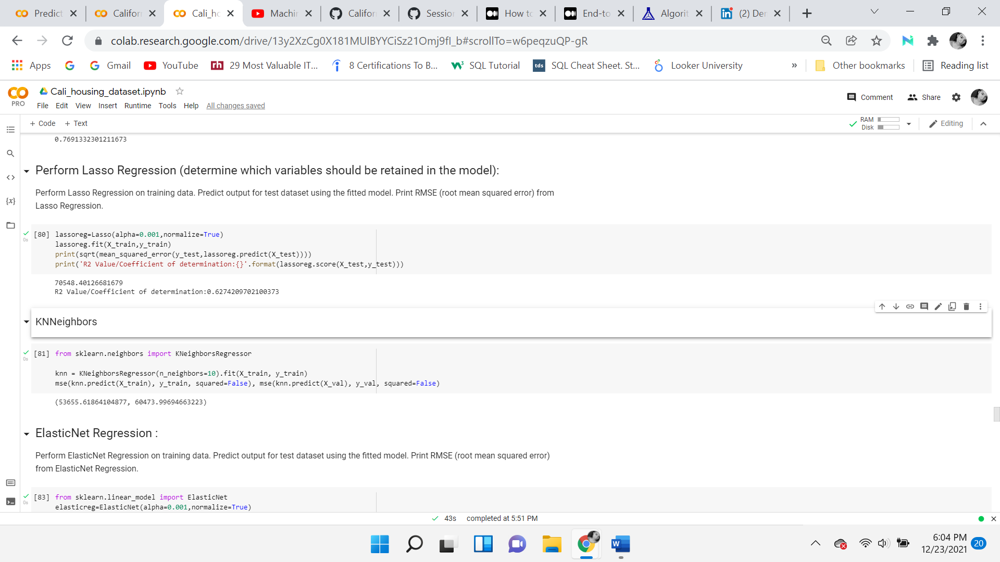 Predict
Califor
Cali_ho
Machin
Califor
Sessio
How to
End-to
Algorit
(2) Der
colab.research.google.com/drive/13y2XzCg0X181MUlBYYCiSz21Omj9fI_b#scrollTo=w6peqzuQP-gR
Apps
Gmail
YouTube
29 Most Valuable IT...
8 Certifications To B...
SQL Tutorial
tds SQL Cheat Sheet. St...
Looker University
»
Other bookmarks
Reading list
PRO
Cali_housing_dataset.ipynb
File Edit View Insert Runtime Tools Help All changes saved
Comment
Share
+ Code + Text
RAM
Disk
Editing
0.7691332301211673
Perform Lasso Regression (determine which variables should be retained in the model):
Perform Lasso Regression on training data. Predict output for test dataset using the fitted model. Print RMSE (root mean squared error) from
Lasso Regression.
[80] lassoreg=Lasso(alpha=0.001,normalize=True)
0s
lassoreg.fit(X_train,y_train)
print(sqrt(mean_squared_error(y_test,lassoreg.predict(X_test))))
print('R2 Value/Coefficient of determination:{}'.format(lassoreg.score(X_test,y_test)))
70548.40126681679
R2 Value/Coefficient of determination:0.6274209702100373
KNNeighbors
[81] from sklearn.neighbors import KNeighborsRegressor
0s
knn = KNeighborsRegressor(n_neighbors=10).fit(X_train, y_train)
mse(knn.predict(X_train), y_train, squared=False), mse(knn.predict(X_val), y_val, squared=False)
(53655.61864104877, 60473.99694663223)
ElasticNet Regression :
Perform ElasticNet Regression on training data. Predict output for test dataset using the fitted model. Print RMSE (root mean squared error)
from ElasticNet Regression.
[83] from sklearn.linear_model import ElasticNet
0s
elasticreg=ElasticNet(alpha=0.001,normalize=True)
43s completed at 5:51 PM
6:04 PM
12/23/2021
20